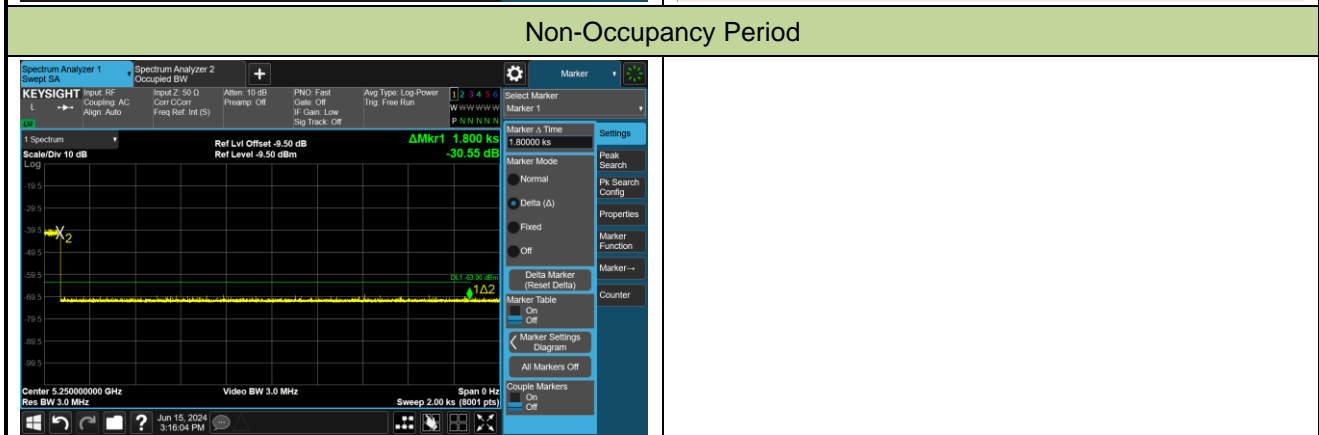 Non-Occupancy Period
Spectrum Analyzer 1
Swept SA
Spectrum Analyzer 2
Occupied BW
+
Marker
KEYSIGHT
L
Input: RF
Coupling: AC
Align: Auto
Input Z: 50 Ω
Corr CCorr
Freq Ref: Int (S)
Atten: 10 dB
Preamp: Off
PNO: Fast
Gate: Off
IF Gain: Low
Sig Track: Off
Avg Type: Log-Power
Trig: Free Run
1 2 3 4 5 6
W W W W W W
P N N N N N
Select Marker
Marker 1
1 Spectrum
Scale/Div 10 dB
Log
Ref Lvl Offset -9.50 dB
Ref Level -9.50 dBm
ΔMkr1 1.800 ks
-30.55 dB
-19.5
-29.5
-39.5
-49.5
-59.5
-69.5
-79.5
-89.5
-99.5
X2
DL1 -63.00 dBm
1Δ2
Center 5.250000000 GHz
Res BW 3.0 MHz
Video BW 3.0 MHz
Span 0 Hz
Sweep 2.00 ks (8001 pts)
Marker Δ Time
1.80000 ks
Marker Mode
Normal
Delta (Δ)
Fixed
Off
Delta Marker
(Reset Delta)
Marker Table
On
Off
Marker Settings
Diagram
All Markers Off
Couple Markers
On
Off
Settings
Peak
Search
Pk Search
Config
Properties
Marker
Function
Marker→
Counter
?
Jun 15, 2024
3:16:04 PM